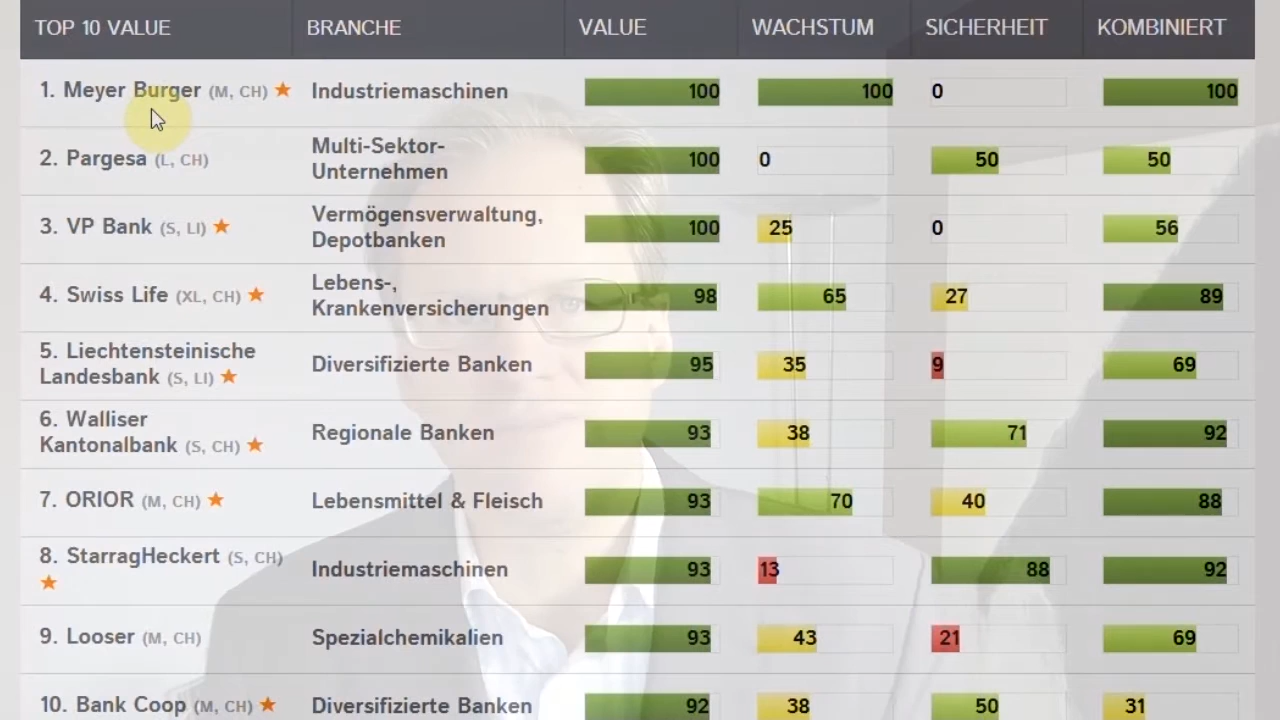 TOP 10 VALUE BRANCHE VALUE WACHSTUM SICHERHEIT KOMBINIERT
1. Meyer Burger (M, CH) ★ Industriemaschinen 100 100 0 100
2. Pargesa (L, CH) Multi-Sektor-
Unternehmen 100 0 50 50
3. VP Bank (S, LI) ★ Vermögensverwaltung,
Depotbanken 100 25 0 56
4. Swiss Life (XL, CH) ★ Lebens-,
Krankenversicherungen 98 65 27 89
5. Liechtensteinische
Landesbank (S, LI) ★ Diversifizierte Banken 95 35 9 69
6. Walliser
Kantonalbank (S, CH) ★ Regionale Banken 93 38 71 92
7. ORIOR (M, CH) ★ Lebensmittel & Fleisch 93 70 40 88
8. StarragHeckert (S, CH)
★ Industriemaschinen 93 13 88 92
9. Looser (M, CH) Spezialchemikalien 93 43 21 69
10. Bank Coop (M, CH) ★ Diversifizierte Banken 92 38 50 31